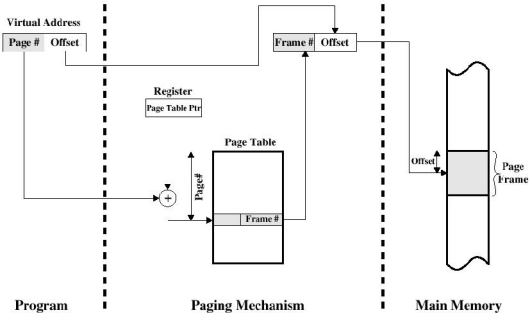 Virtual Address
Page # Offset
Frame # Offset
Register
Page Table Ptr
Page Table
Page#
+
Frame #
Offset
Page
Frame
Program
Paging Mechanism
Main Memory